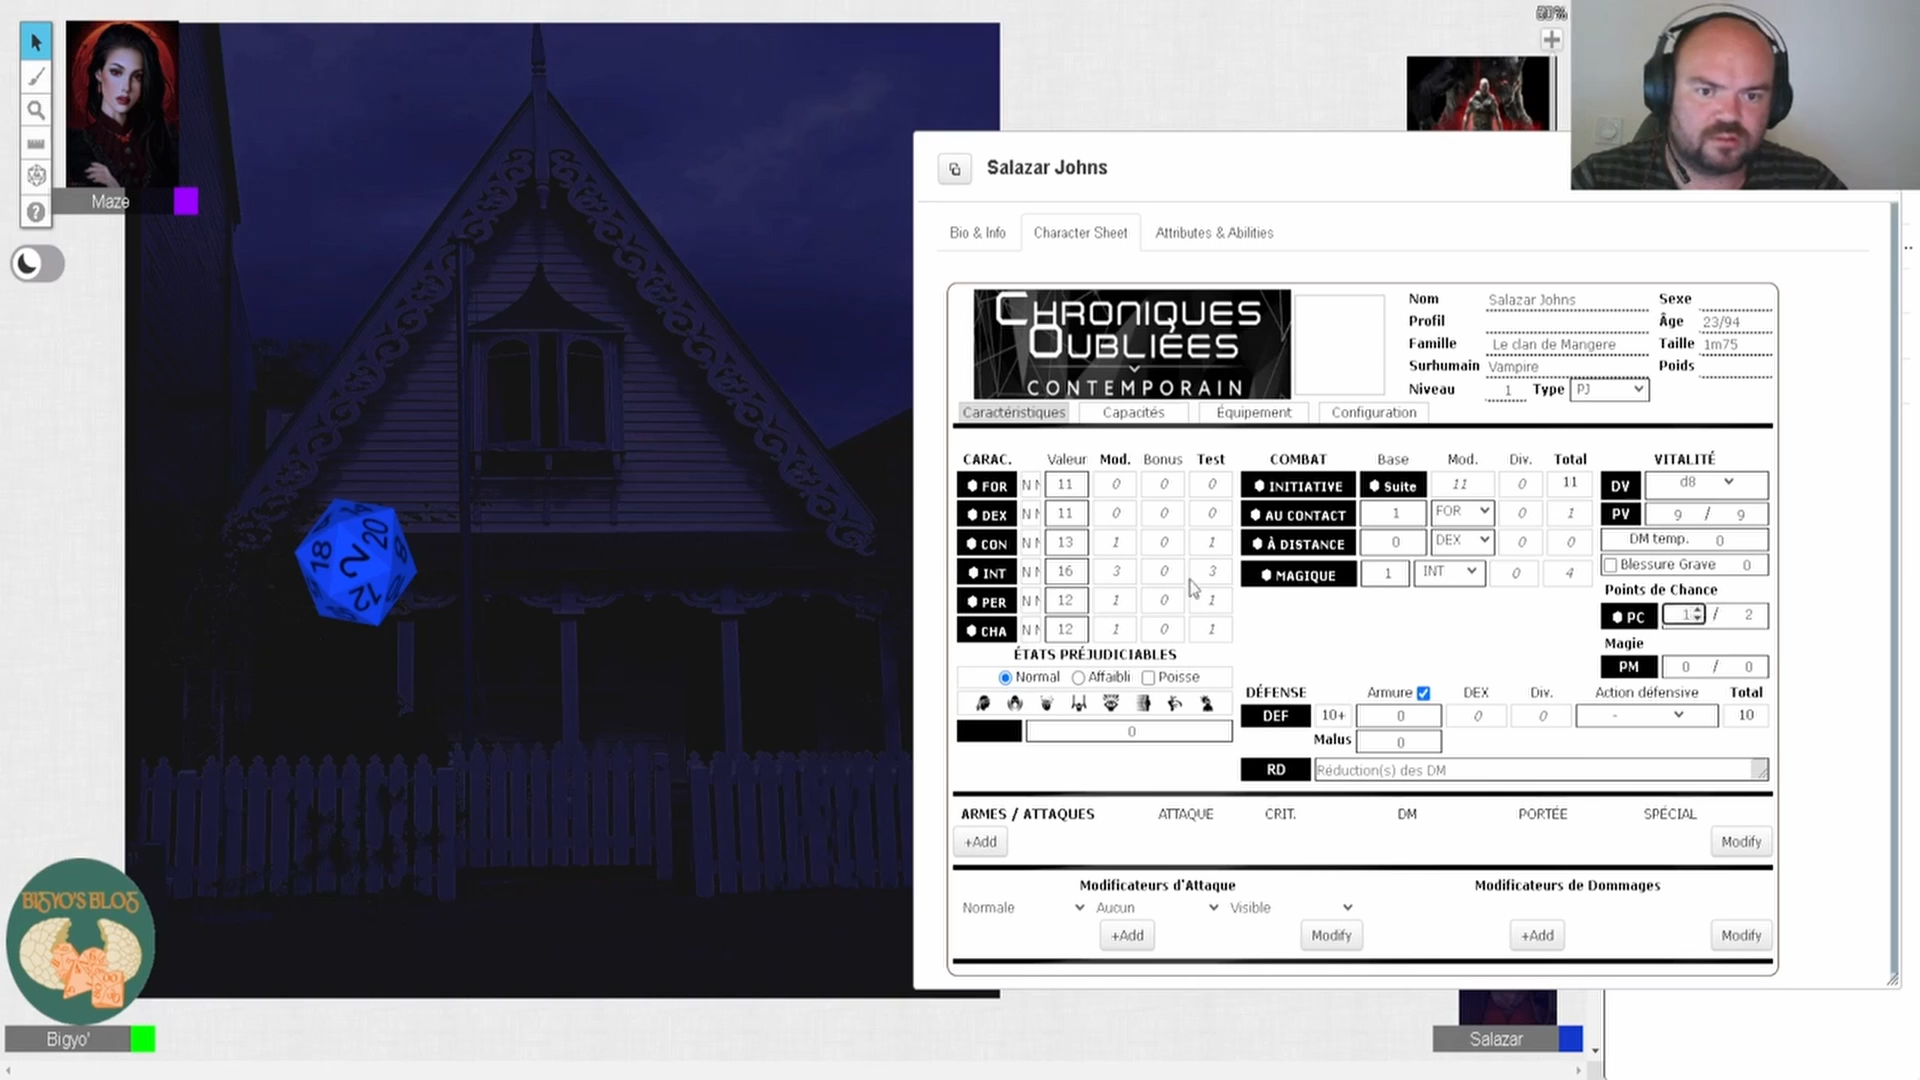 80%
Maze
Salazar Johns
Bio & Info
Character Sheet
Attributes & Abilities
CHRONIQUES
OUBLIÉES
CONTEMPORAIN
Nom Salazar Johns Sexe
Profil Âge 23/94
Famille Le clan de Mangere Taille 1m75
Surhumain Vampire Poids
Niveau 1 Type PJ
Caractéristiques Capacités Équipement Configuration
CARAC. Valeur Mod. Bonus Test
FOR N 11 0 0 0
DEX N 11 0 0 0
CON N 13 1 0 1
INT N 16 3 0 3
PER N 12 1 0 1
CHA N 12 1 0 1
ÉTATS PRÉJUDICIABLES
Normal Affaibli Poisse
0
COMBAT Base Mod. Div. Total
INITIATIVE Suite 11 0 11
AU CONTACT 1 FOR 0 1
À DISTANCE 0 DEX 0 0
MAGIQUE 1 INT 0 4
VITALITÉ
DV d8
PV 9 / 9
DM temp. 0
Blessure Grave 0
Points de Chance
PC 1 / 2
Magie
PM 0 / 0
DÉFENSE Armure DEX Div. Action défensive Total
DEF 10+ 0 0 0 - 10
Malus 0
RD Réduction(s) des DM
ARMES / ATTAQUES ATTAQUE CRIT. DM PORTÉE SPÉCIAL
+Add Modify
Modificateurs d'Attaque Modificateurs de Dommages
Normale Aucun Visible
+Add Modify +Add Modify
18 2 20 8 12
BIGYO'S BLOG
Bigyo'
Salazar